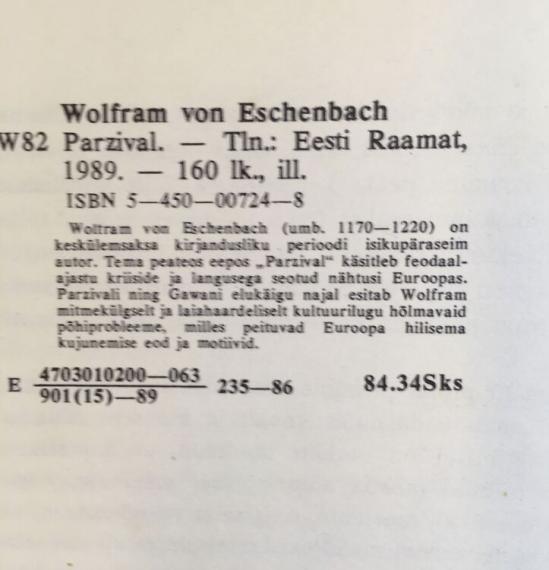 Wolfram von Eschenbach
W82 Parzival. — Tln.: Eesti Raamat,
1989. — 160 lk., ill.
ISBN 5—450—00724—8
Wolfram von Eschenbach (umb. 1170—1220) on
keskülemsaksa kirjandusliku perioodi isikupäraseim
autor. Tema peateos eepos „Parzival“ käsitleb feodaal-
ajastu kriiside ja langusega seotud nähtusi Euroopas.
Parzivali ning Gawani elukäigu najal esitab Wolfram
mitmekülgselt ja laiahaardeliselt kultuurilugu hõlmavaid
põhiprobleeme, milles peituvad Euroopa hilisema
kujunemise eod ja motiivid.
E 4703010200—063
901(15)—89 235—86 84.34Sks